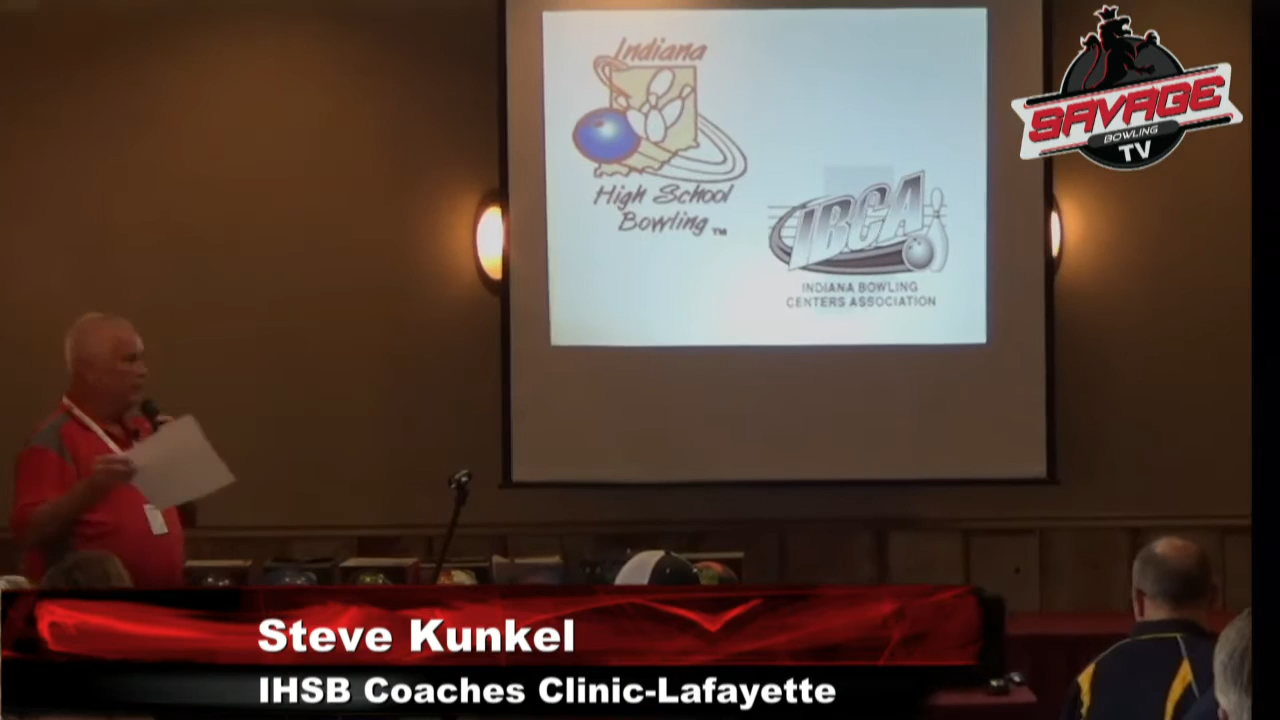 Indiana
High School
Bowling TM
IBCA
INDIANA BOWLING
CENTERS ASSOCIATION
SAVAGE
BOWLING
TV
Steve Kunkel
IHSB Coaches Clinic-Lafayette